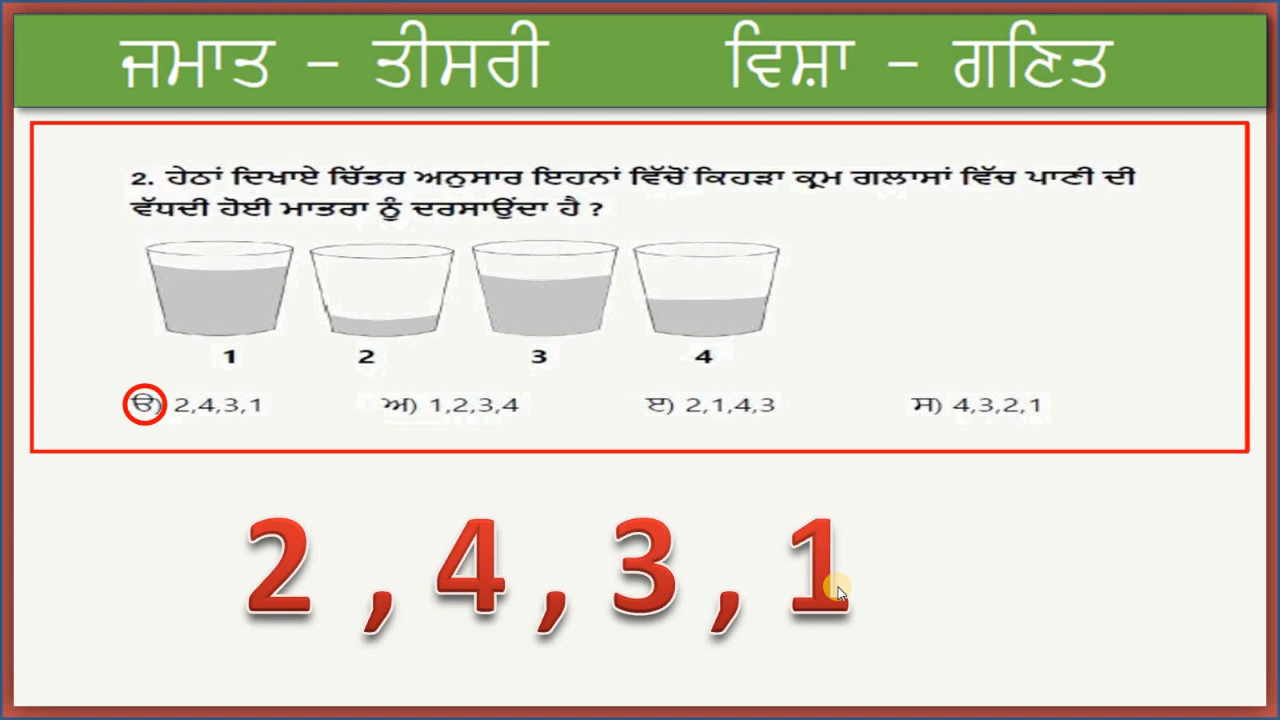 ਜਮਾਤ – ਤੀਸਰੀ ਵਿਸ਼ਾ – ਗਣਿਤ
2. ਹੇਠਾਂ ਦਿਖਾਏ ਚਿੱਤਰ ਅਨੁਸਾਰ ਇਹਨਾਂ ਵਿੱਚੋਂ ਕਿਹੜਾ ਕ੍ਰਮ ਗਲਾਸਾਂ ਵਿੱਚ ਪਾਣੀ ਦੀ
ਵੱਧਦੀ ਹੋਈ ਮਾਤਰਾ ਨੂੰ ਦਰਸਾਉਂਦਾ ਹੈ ?
1 2 3 4
ੳ) 2,4,3,1 ਅ) 1,2,3,4 ੲ) 2,1,4,3 ਸ) 4,3,2,1
2 , 4 , 3 , 1